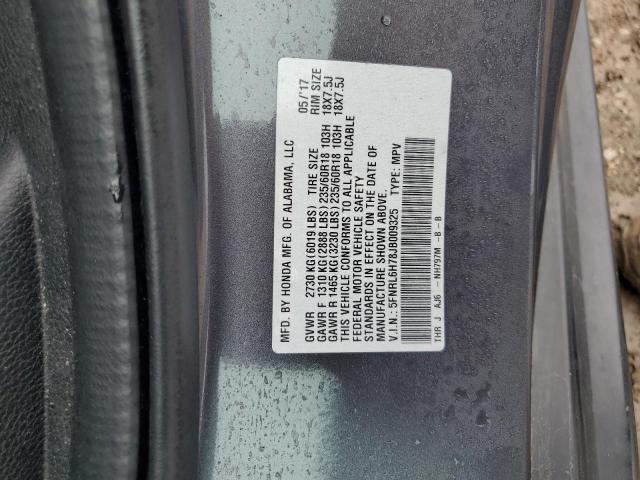 MFD. BY HONDA MFG. OF ALABAMA, LLC 05/'17
GVWR 2730 KG(6019 LBS) TIRE SIZE RIM SIZE
GAWR F 1310 KG(2888 LBS)235/60R18 103H 18X7.5J
GAWR R 1465 KG(3230 LBS)235/60R18 103H 18X7.5J
THIS VEHICLE CONFORMS TO ALL APPLICABLE
FEDERAL MOTOR VEHICLE SAFETY
STANDARDS IN EFFECT ON THE DATE OF
MANUFACTURE SHOWN ABOVE.
V.I.N.: 5FNRL6H78JB009325 TYPE: MPV
THR J AJ6 - NH797M -B -B